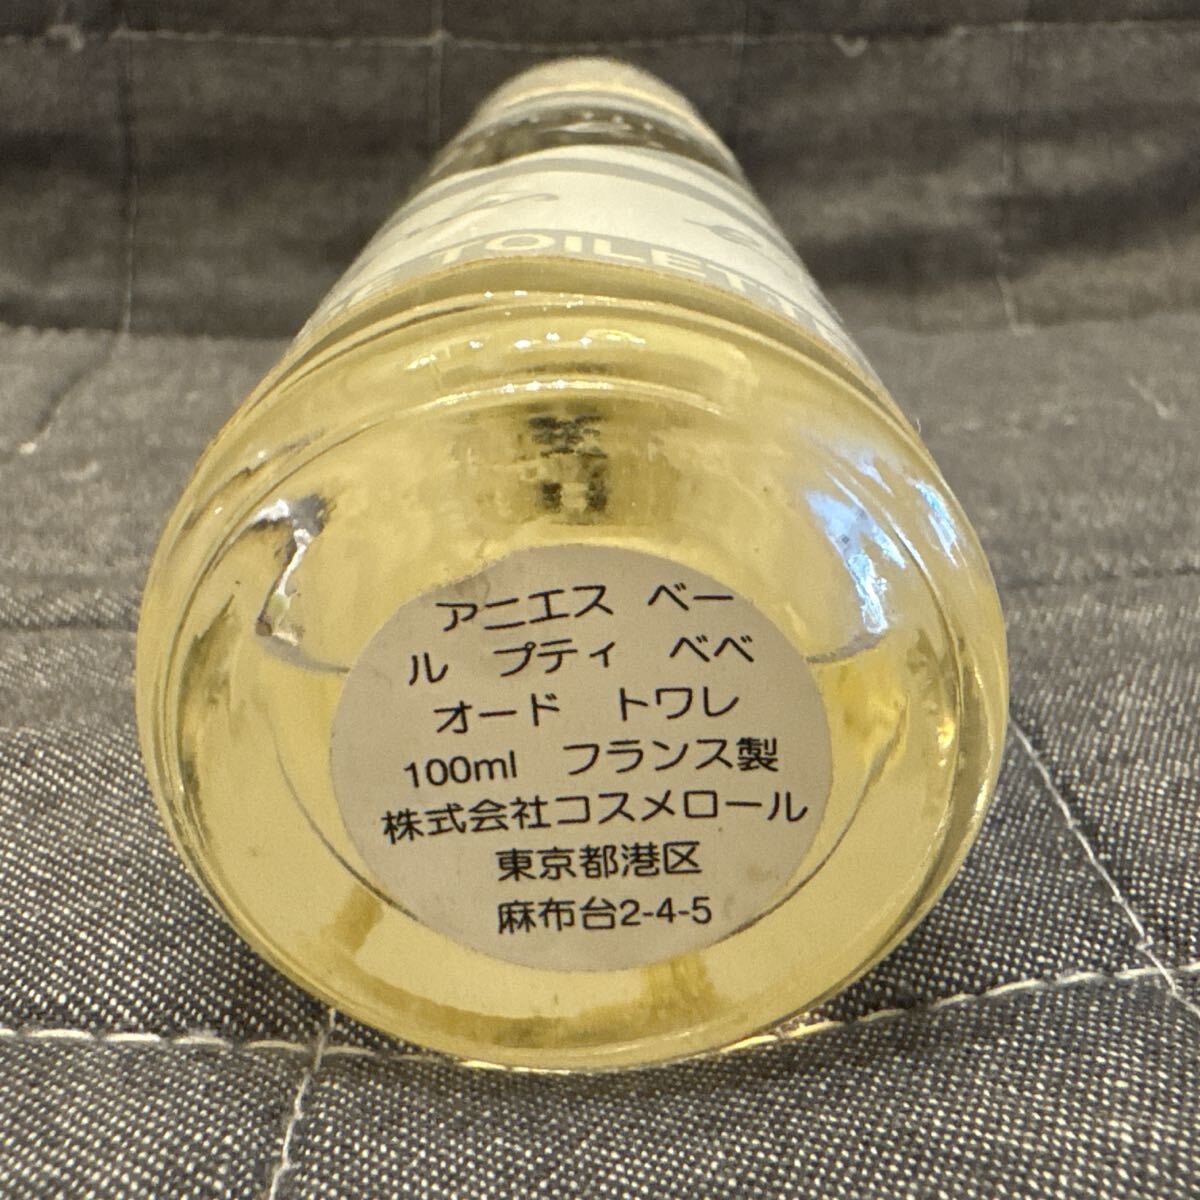 TOILETTE
アニエス ベー
ル プティ ベベ
オード トワレ
100ml フランス製
株式会社コスメロール
東京都港区
麻布台2-4-5